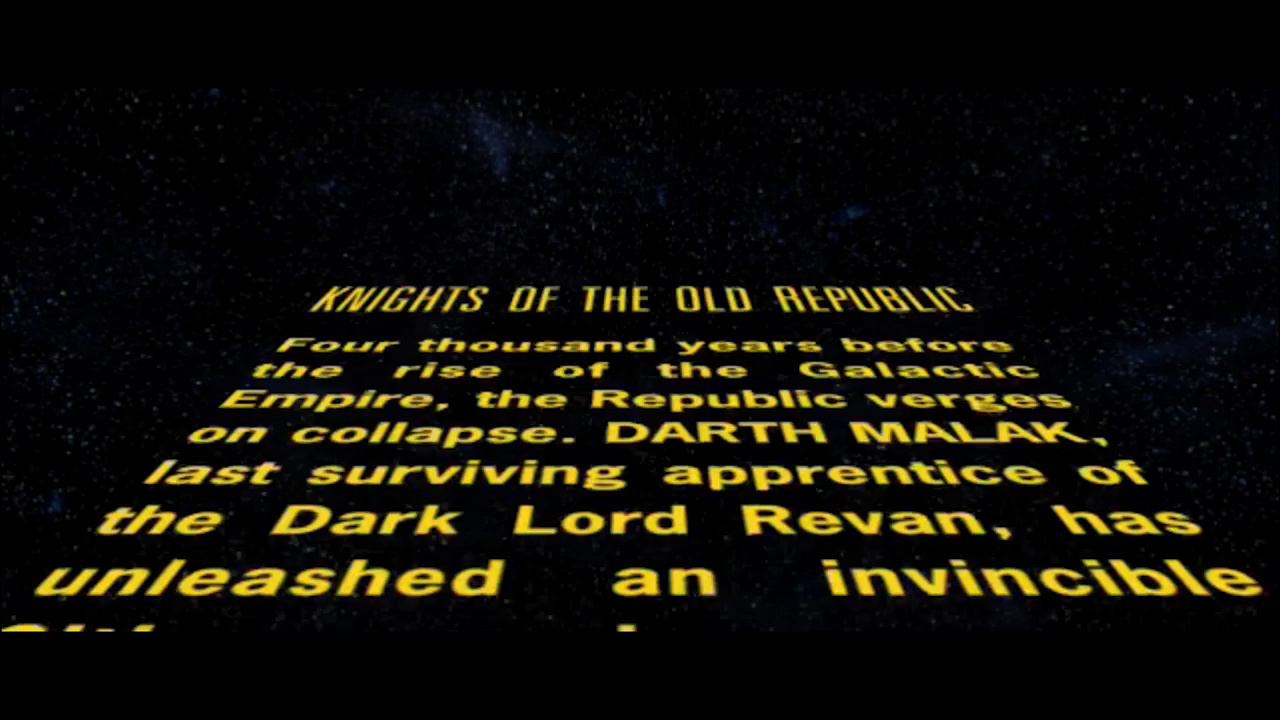 KNIGHTS OF THE OLD REPUBLIC
Four thousand years before
the rise of the Galactic
Empire, the Republic verges
on collapse. DARTH MALAK,
last surviving apprentice of
the Dark Lord Revan, has
unleashed an invincible